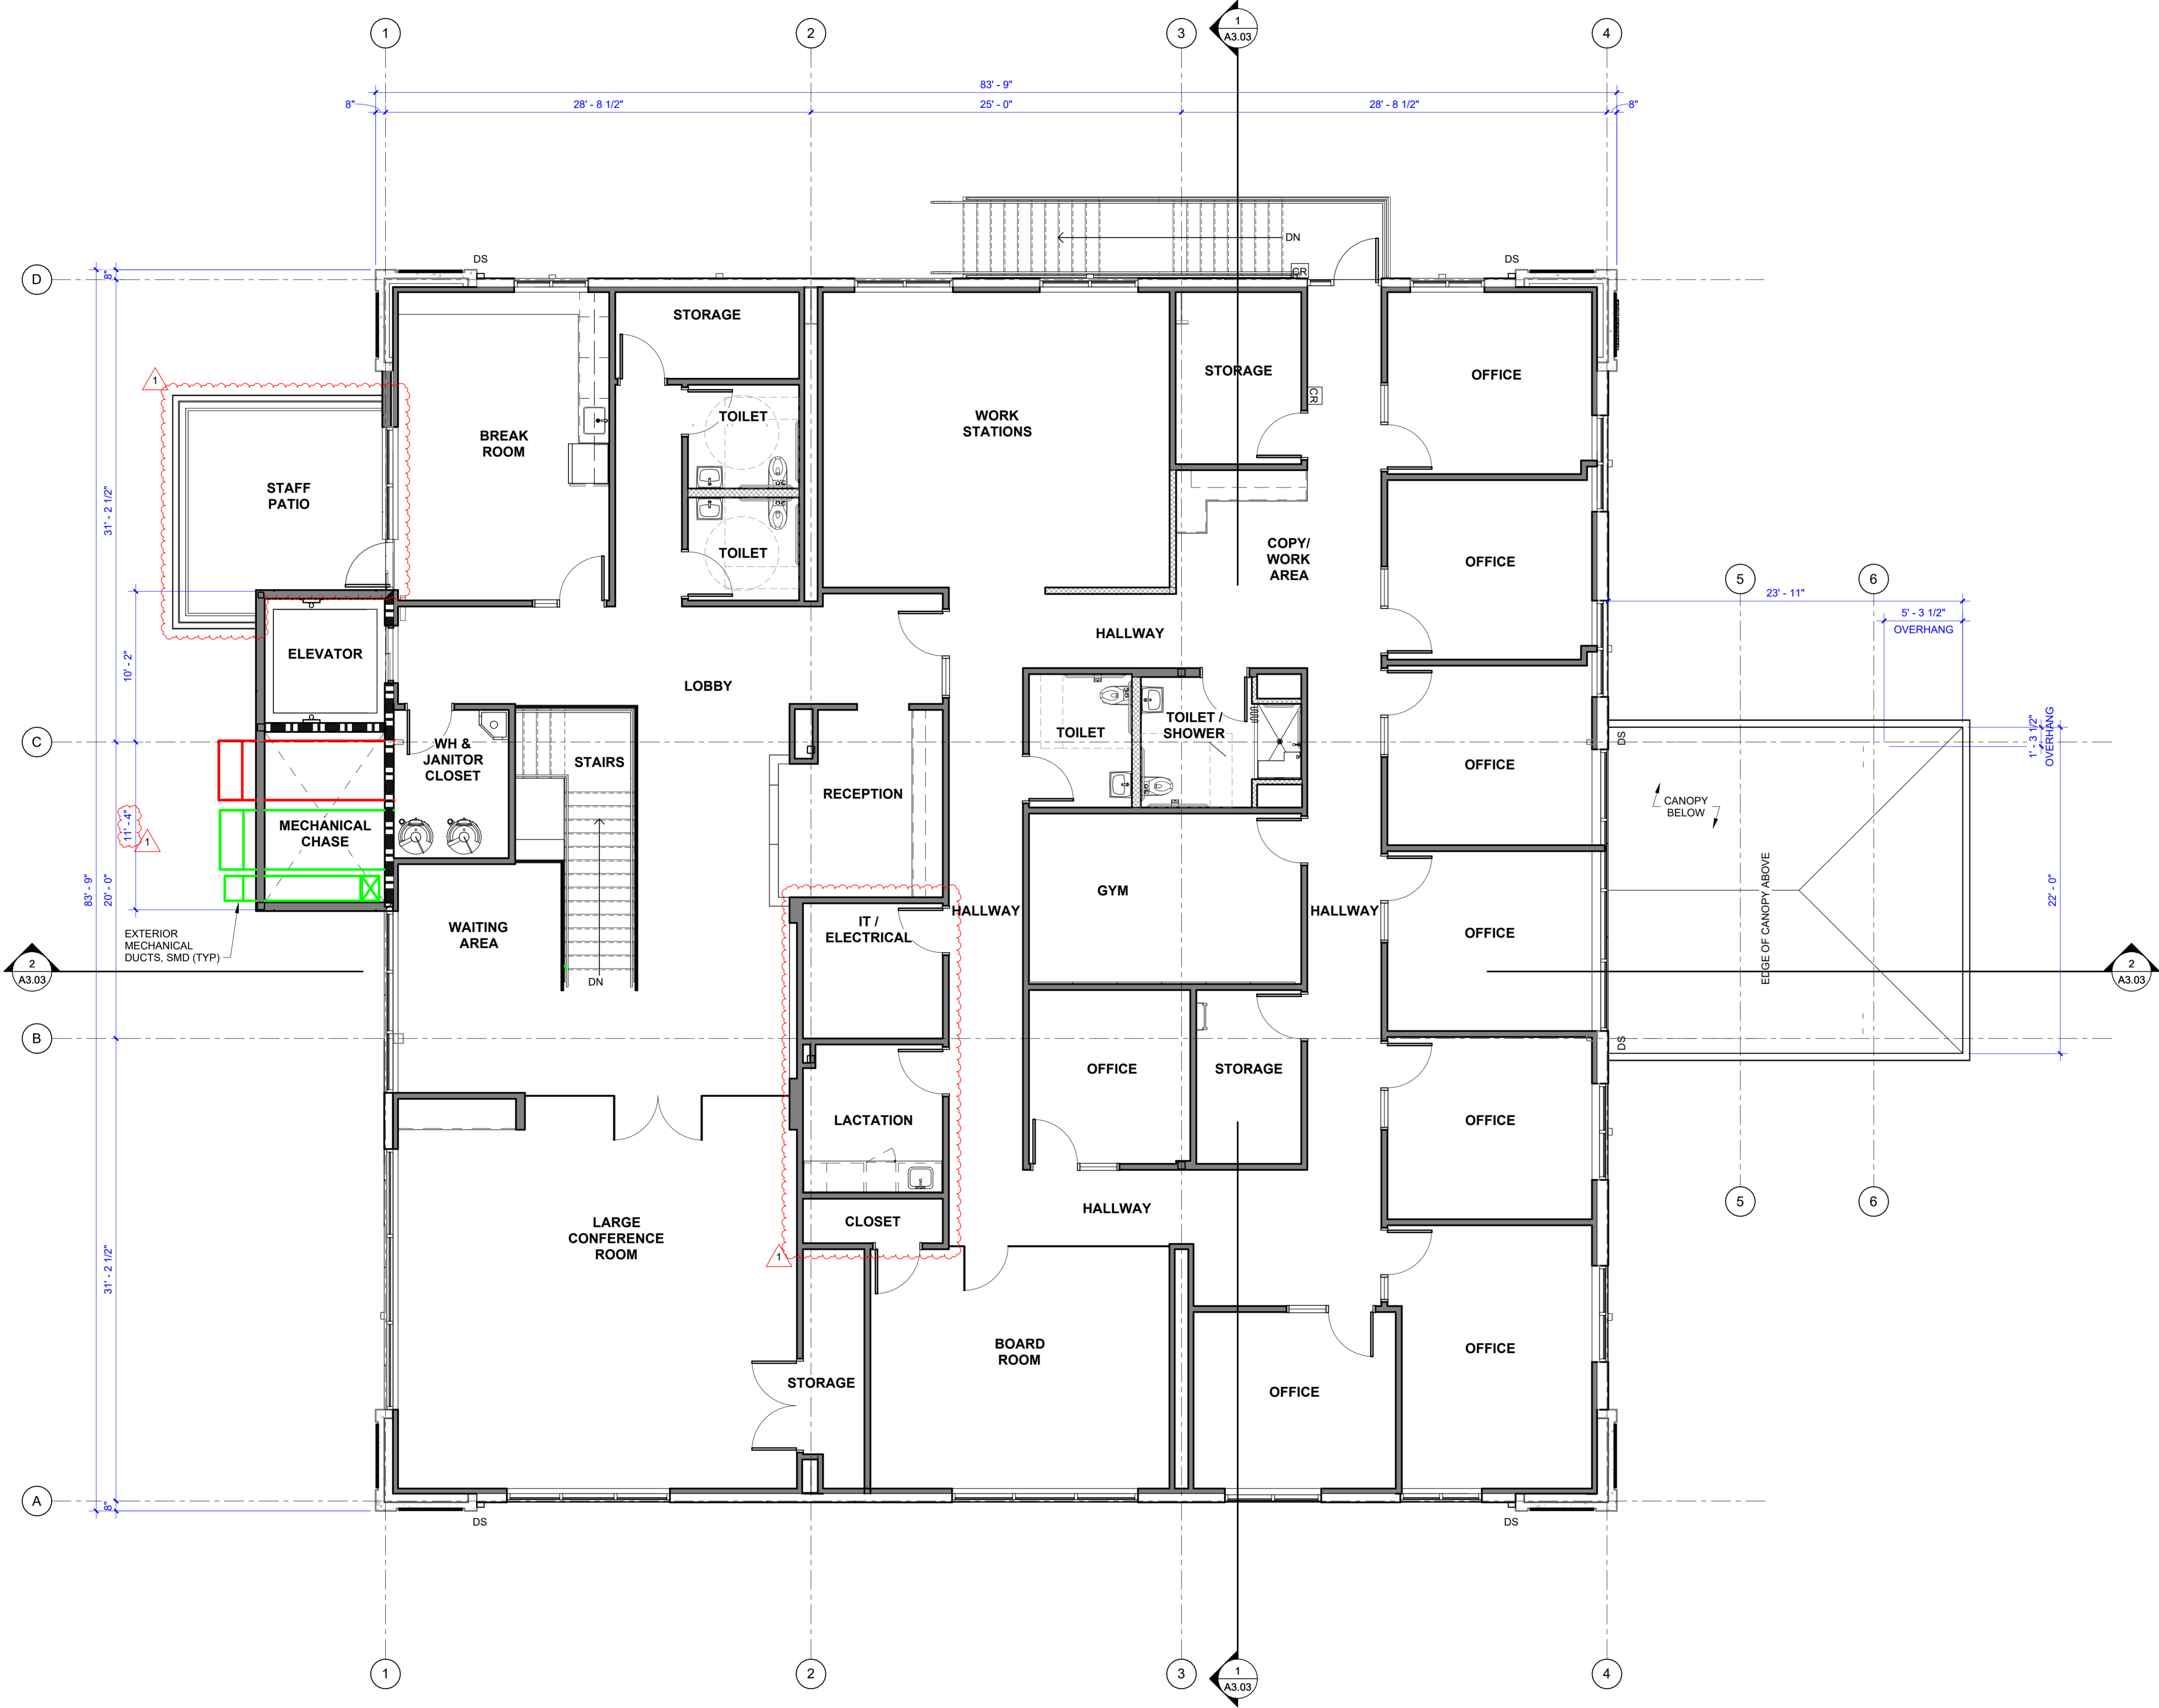 1
2
3
1
A3.03
4
83' - 9"
8"
28' - 8 1/2"
25' - 0"
28' - 8 1/2"
8"
DN
D
8"
DS
CR
DS
STORAGE
STORAGE
CR
OFFICE
1
TOILET
WORK
STATIONS
BREAK
ROOM
STAFF
PATIO
31' - 2 1/2"
TOILET
COPY/
WORK
AREA
OFFICE
5
6
23' - 11"
5' - 3 1/2"
OVERHANG
HALLWAY
10' - 2"
ELEVATOR
LOBBY
C
WH &
JANITOR
CLOSET
STAIRS
TOILET
TOILET /
SHOWER
OFFICE
DS
1' - 3 1/2"
OVERHANG
RECEPTION
CANOPY
BELOW
11' - 4"
1
MECHANICAL
CHASE
83' - 9"
20' - 0"
GYM
EDGE OF CANOPY ABOVE
22' - 0"
HALLWAY
HALLWAY
IT /
ELECTRICAL
WAITING
AREA
OFFICE
EXTERIOR
MECHANICAL
DUCTS, SMD (TYP)
2
A3.03
DN
2
A3.03
B
DS
OFFICE
STORAGE
LACTATION
OFFICE
5
6
HALLWAY
CLOSET
LARGE
CONFERENCE
ROOM
1
31' - 2 1/2"
BOARD
ROOM
OFFICE
STORAGE
OFFICE
A
8"
DS
DS
1
2
3
1
A3.03
4